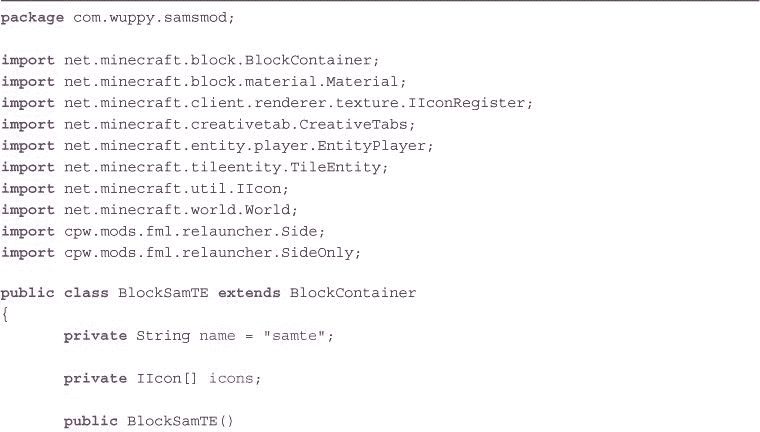 package com.wuppy.samsmod;
import net.minecraft.block.BlockContainer;
import net.minecraft.block.material.Material;
import net.minecraft.client.renderer.texture.IIconRegister;
import net.minecraft.creativetab.CreativeTabs;
import net.minecraft.entity.player.EntityPlayer;
import net.minecraft.tileentity.TileEntity;
import net.minecraft.util.IIcon;
import net.minecraft.world.World;
import cpw.mods.fml.relauncher.Side;
import cpw.mods.fml.relauncher.SideOnly;
public class BlockSamTE extends BlockContainer
{
private String name = "samte";
private IIcon[] icons;
public BlockSamTE()